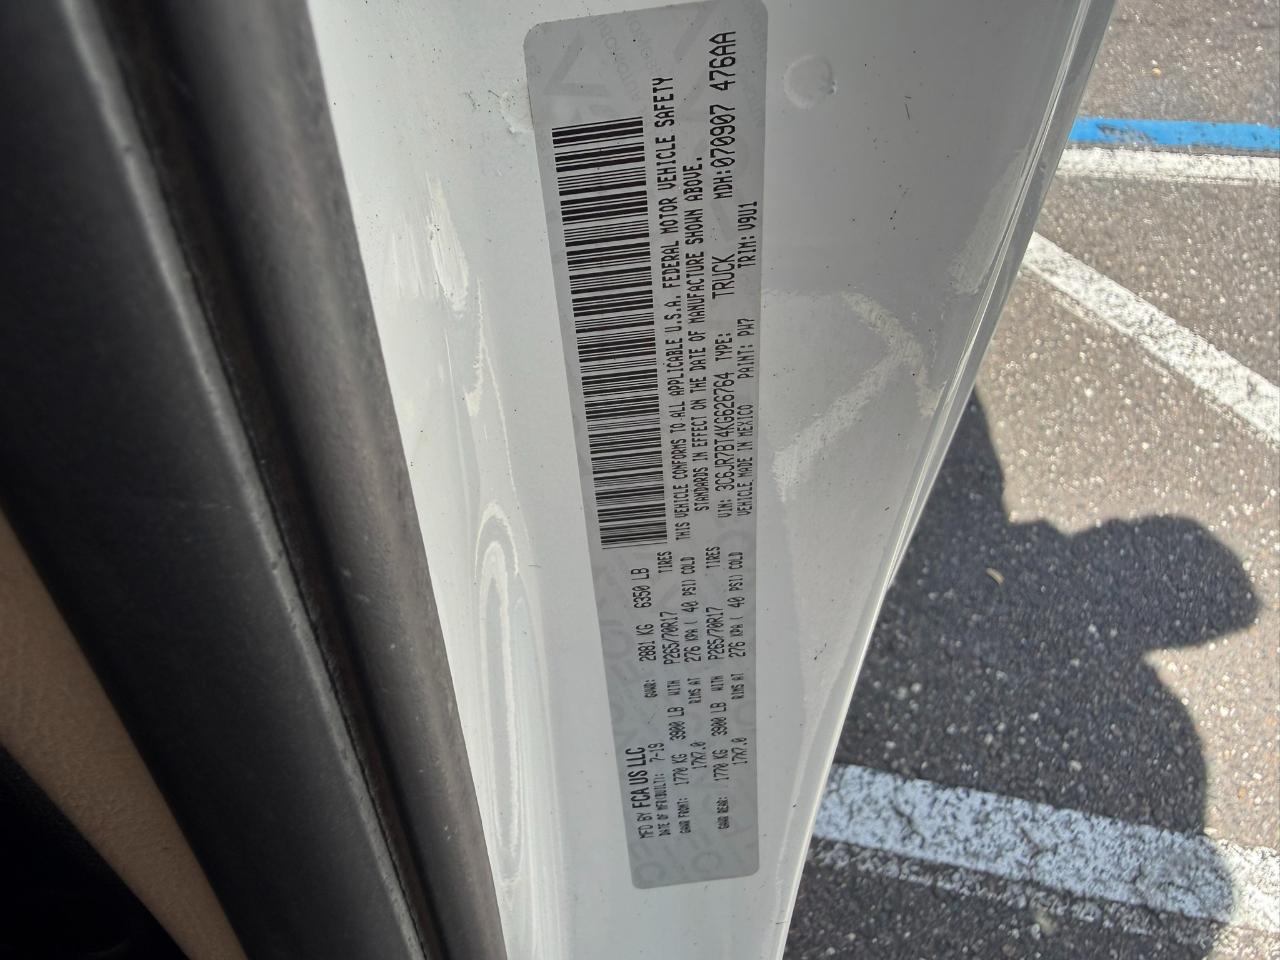 MFD BY FCA US LLC
DATE OF MFR(BUILT): 7-19 GVWR: 2881 KG 6350 LB
GAWR FRONT: 1770 KG 3900 LB WITH P265/70R17 TIRES
17X7.0 RIMS AT 276 KPA ( 40 PSI) COLD
GAWR REAR: 1770 KG 3900 LB WITH P265/70R17 TIRES
17X7.0 RIMS AT 276 KPA ( 40 PSI) COLD
THIS VEHICLE CONFORMS TO ALL APPLICABLE U.S.A. FEDERAL MOTOR VEHICLE SAFETY
STANDARDS IN EFFECT ON THE DATE OF MANUFACTURE SHOWN ABOVE.
VIN: 3C6JR7BT4KG626764 TYPE: TRUCK MDH:070907 476AA
VEHICLE MADE IN MEXICO PAINT: PW7 TRIM: V9U1